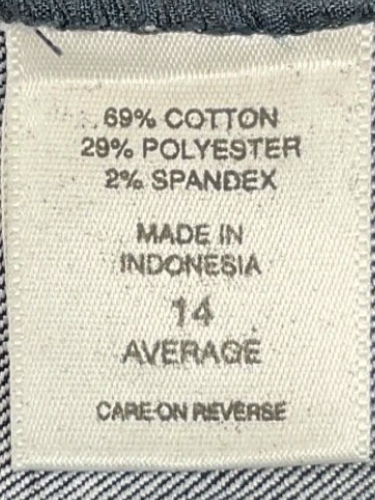 69% COTTON
29% POLYESTER
2% SPANDEX
MADE IN
INDONESIA
14
AVERAGE
CARE ON REVERSE